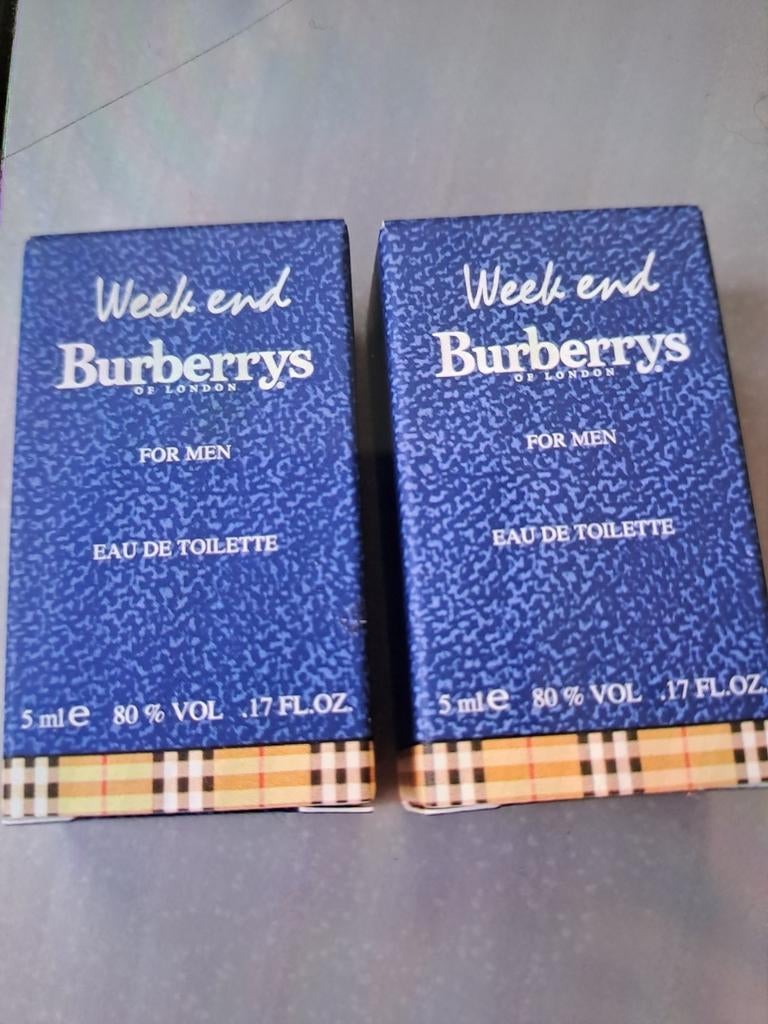 Week end
Burberrys®
OF LONDON
FOR MEN
EAU DE TOILETTE
5 ml e 80 % VOL .17 FL.OZ.
Week end
Burberrys®
OF LONDON
FOR MEN
EAU DE TOILETTE
5 ml e 80 % VOL .17 FL.OZ.